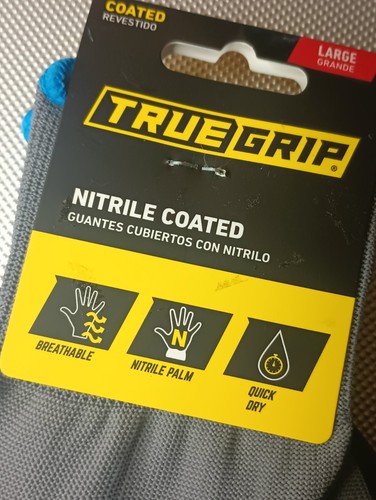 COATED
REVESTIDO
LARGE
GRANDE
TRUEGRIP®
NITRILE COATED
GUANTES CUBIERTOS CON NITRILO
N
BREATHABLE
NITRILE PALM
QUICK
DRY